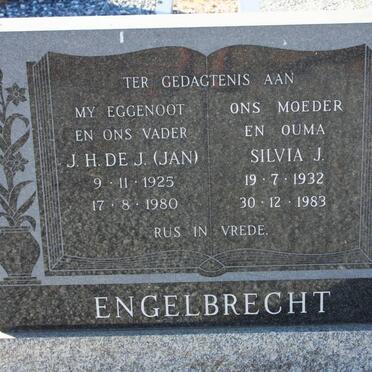 TER GEDAGTENIS AAN
MY EGGENOOT
EN ONS VADER
J. H. DE J. (JAN)
9 · 11 · 1925
17 · 8 · 1980
ONS MOEDER
EN OUMA
SILVIA J.
19 · 7 · 1932
30 · 12 · 1983
RUS IN VREDE.
ENGELBRECHT